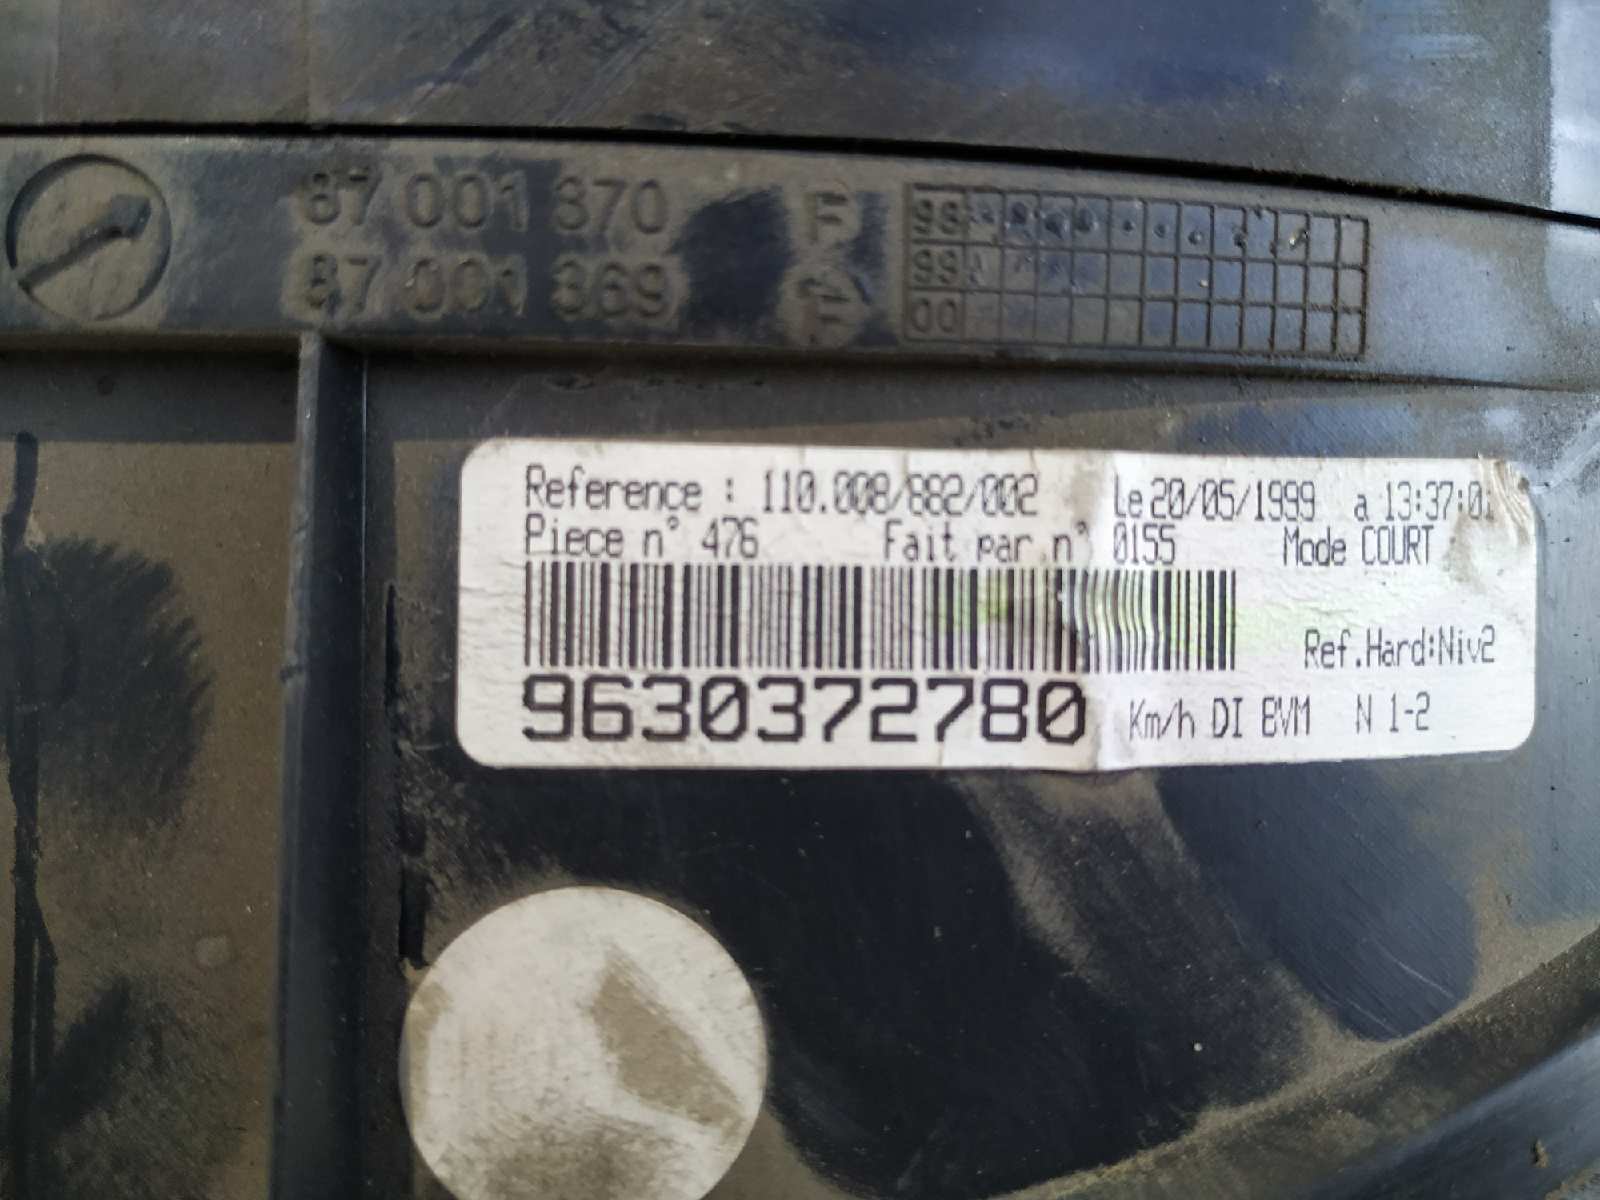 87 001 370 F 98
87 001 369 F 99
00
Reference : 110.008/882/002 Le 20/05/1999 a 13:37:01
Piece n° 476 Fait par n° 0155 Mode COURT
Ref.Hard:Niv2
9630372780 Km/h DI BVM N 1-2